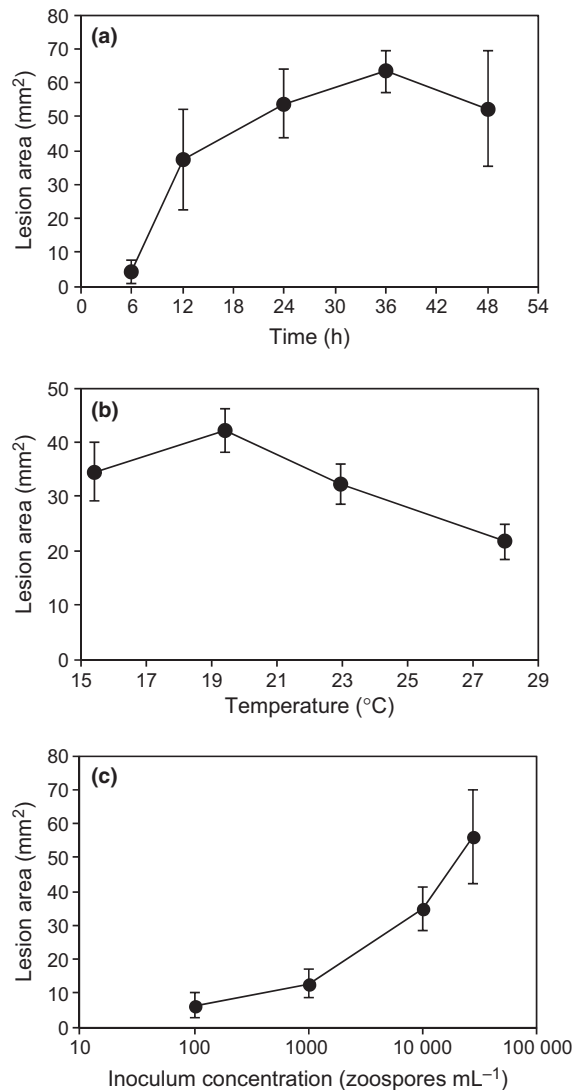 (a)
80
70
60
50
40
30
20
10
0
Lesion area (mm²)
0 6 12 18 24 30 36 42 48 54
Time (h)
(b)
50
40
30
20
10
0
Lesion area (mm²)
15 17 19 21 23 25 27 29
Temperature (°C)
(c)
80
70
60
50
40
30
20
10
0
Lesion area (mm²)
10 100 1000 10 000 100 000
Inoculum concentration (zoospores mL⁻¹)